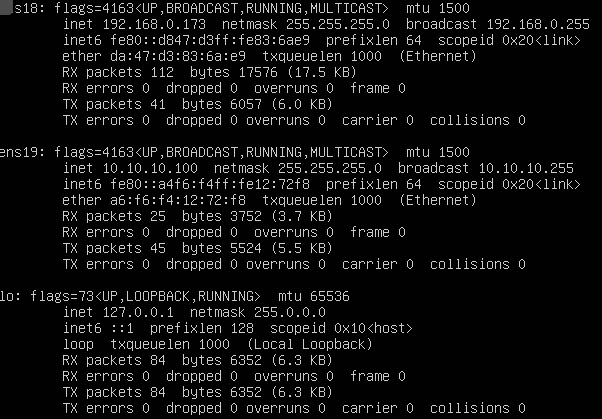 s18: flags=4163<UP,BROADCAST,RUNNING,MULTICAST>  mtu 1500
inet 192.168.0.173  netmask 255.255.255.0  broadcast 192.168.0.255
inet6 fe80::d847:d3ff:fe83:6ae9  prefixlen 64  scopeid 0x20<link>
ether da:47:d3:83:6a:e9  txqueuelen 1000  (Ethernet)
RX packets 112  bytes 17576 (17.5 KB)
RX errors 0  dropped 0  overruns 0  frame 0
TX packets 41  bytes 6057 (6.0 KB)
TX errors 0  dropped 0 overruns 0  carrier 0  collisions 0
ens19: flags=4163<UP,BROADCAST,RUNNING,MULTICAST>  mtu 1500
inet 10.10.10.100  netmask 255.255.255.0  broadcast 10.10.10.255
inet6 fe80::a4f6:f4ff:fe12:72f8  prefixlen 64  scopeid 0x20<link>
ether a6:f6:f4:12:72:f8  txqueuelen 1000  (Ethernet)
RX packets 25  bytes 3752 (3.7 KB)
RX errors 0  dropped 0  overruns 0  frame 0
TX packets 45  bytes 5524 (5.5 KB)
TX errors 0  dropped 0 overruns 0  carrier 0  collisions 0
lo: flags=73<UP,LOOPBACK,RUNNING>  mtu 65536
inet 127.0.0.1  netmask 255.0.0.0
inet6 ::1  prefixlen 128  scopeid 0x10<host>
loop  txqueuelen 1000  (Local Loopback)
RX packets 84  bytes 6352 (6.3 KB)
RX errors 0  dropped 0  overruns 0  frame 0
TX packets 84  bytes 6352 (6.3 KB)
TX errors 0  dropped 0 overruns 0  carrier 0  collisions 0